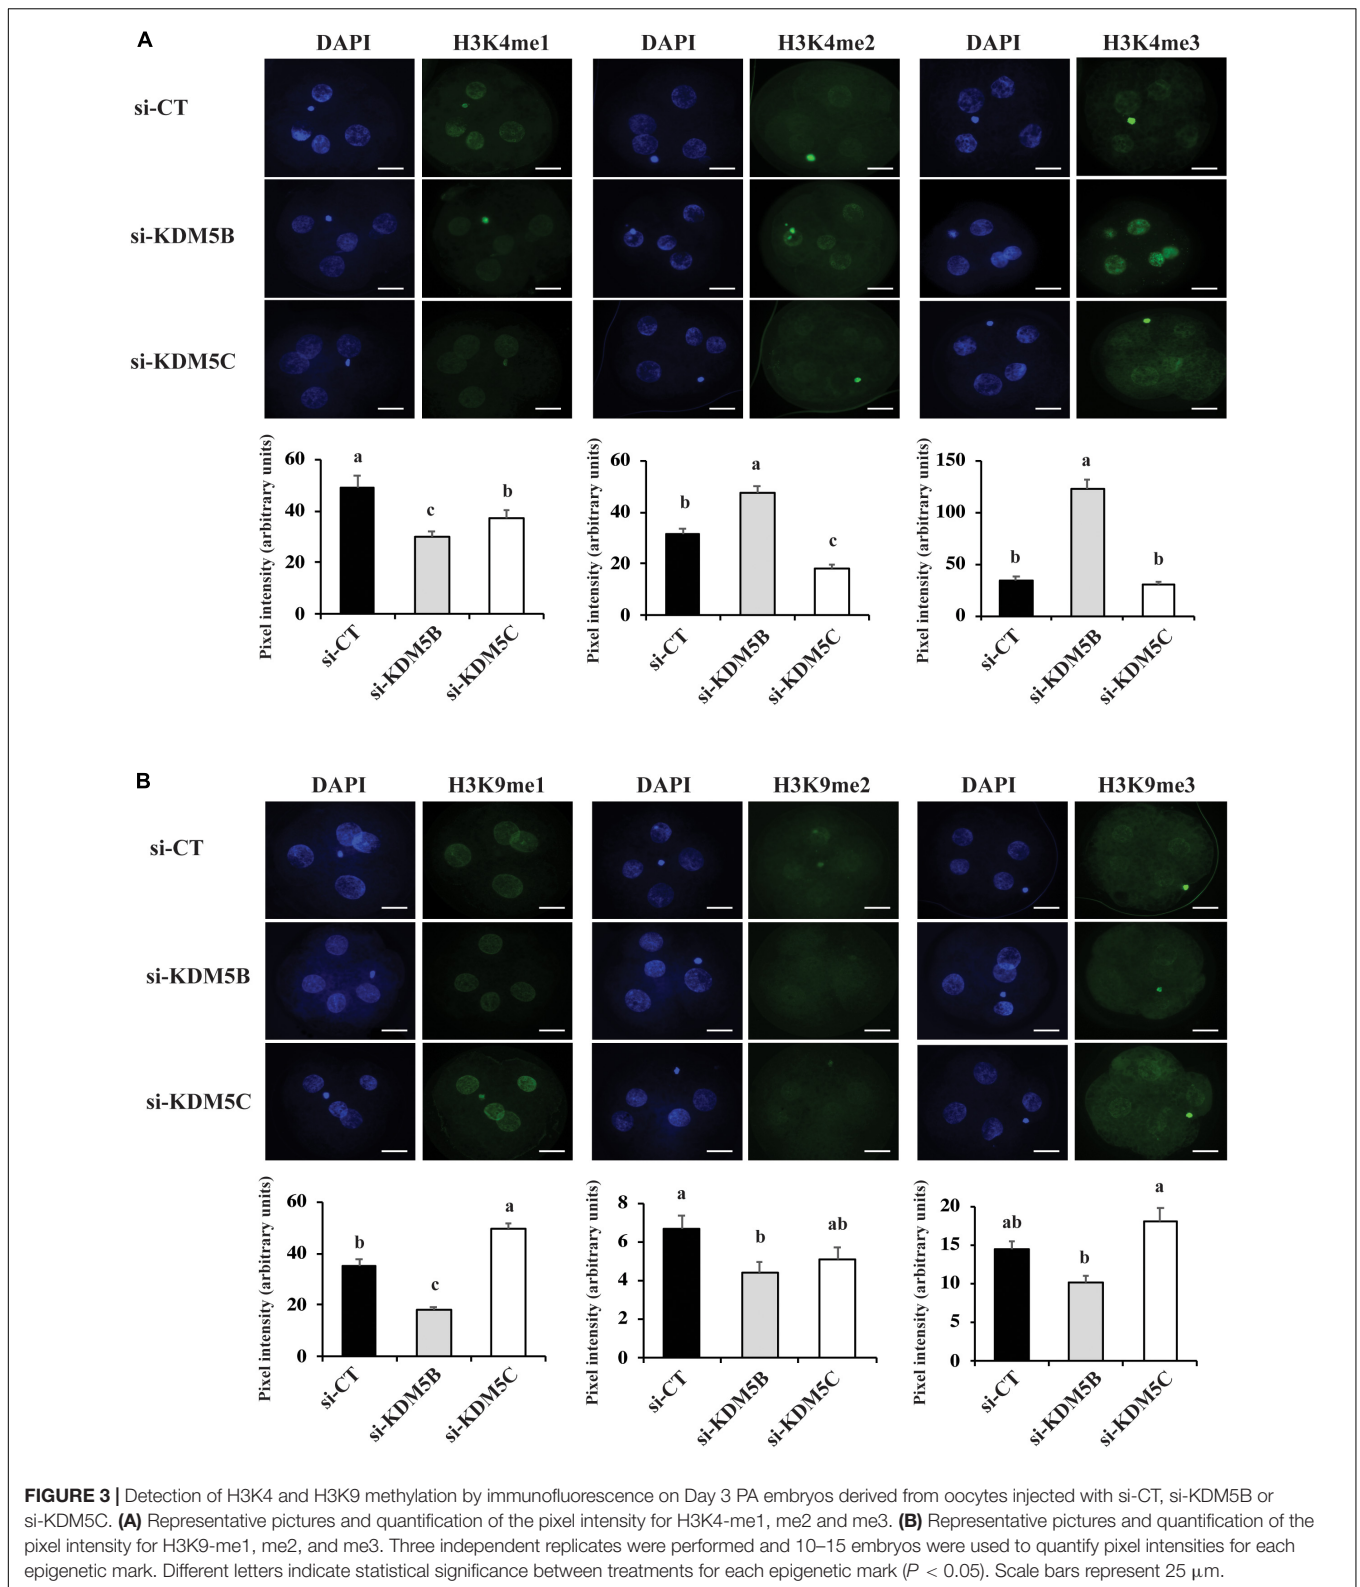 A
DAPI H3K4me1 DAPI H3K4me2 DAPI H3K4me3
si-CT
si-KDM5B
si-KDM5C
Pixel intensity (arbitrary units)
60
40
20
0
a
c
b
si-CT
si-KDM5B
si-KDM5C
Pixel intensity (arbitrary units)
60
40
20
0
b
a
c
si-CT
si-KDM5B
si-KDM5C
Pixel intensity (arbitrary units)
150
100
50
0
b
a
b
si-CT
si-KDM5B
si-KDM5C
B
DAPI H3K9me1 DAPI H3K9me2 DAPI H3K9me3
si-CT
si-KDM5B
si-KDM5C
Pixel intensity (arbitrary units)
60
40
20
0
b
c
a
si-CT
si-KDM5B
si-KDM5C
Pixel intensity (arbitrary units)
8
6
4
2
0
a
b
ab
si-CT
si-KDM5B
si-KDM5C
Pixel intensity (arbitrary units)
20
15
10
5
0
ab
b
a
si-CT
si-KDM5B
si-KDM5C
FIGURE 3 | Detection of H3K4 and H3K9 methylation by immunofluorescence on Day 3 PA embryos derived from oocytes injected with si-CT, si-KDM5B or
si-KDM5C. (A) Representative pictures and quantification of the pixel intensity for H3K4-me1, me2 and me3. (B) Representative pictures and quantification of the
pixel intensity for H3K9-me1, me2, and me3. Three independent replicates were performed and 10–15 embryos were used to quantify pixel intensities for each
epigenetic mark. Different letters indicate statistical significance between treatments for each epigenetic mark (P < 0.05). Scale bars represent 25 μm.